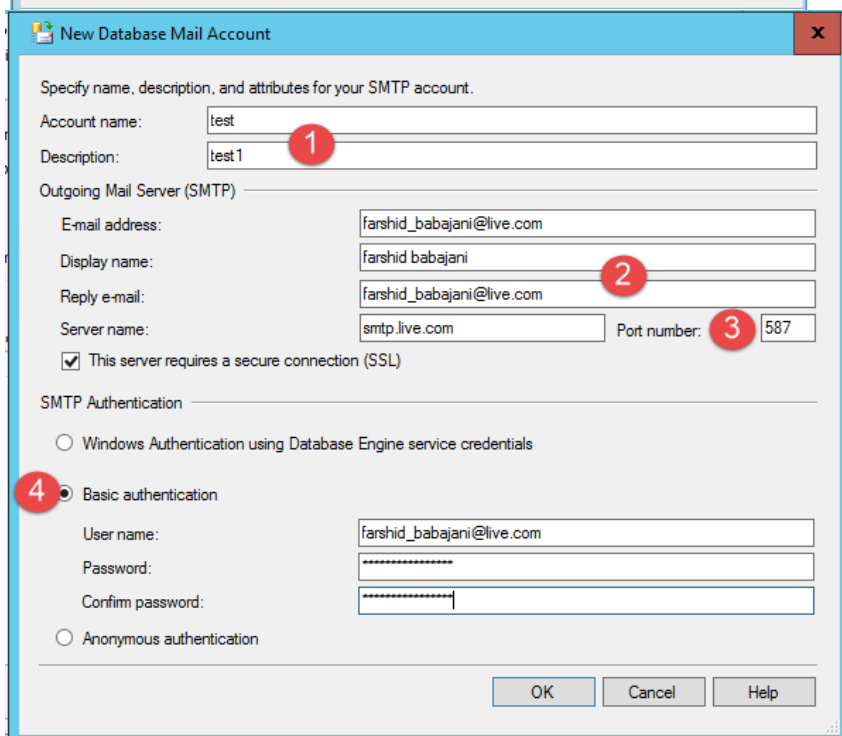 New Database Mail Account
x
Specify name, description, and attributes for your SMTP account.
Account name: test
1
Description: test1
Outgoing Mail Server (SMTP)
E-mail address: farshid_babajani@live.com
Display name: farshid babajani
2
Reply e-mail: farshid_babajani@live.com
Server name: smtp.live.com Port number: 3 587
This server requires a secure connection (SSL)
SMTP Authentication
Windows Authentication using Database Engine service credentials
4 Basic authentication
User name: farshid_babajani@live.com
Password: ****************
Confirm password: ****************
Anonymous authentication
OK Cancel Help